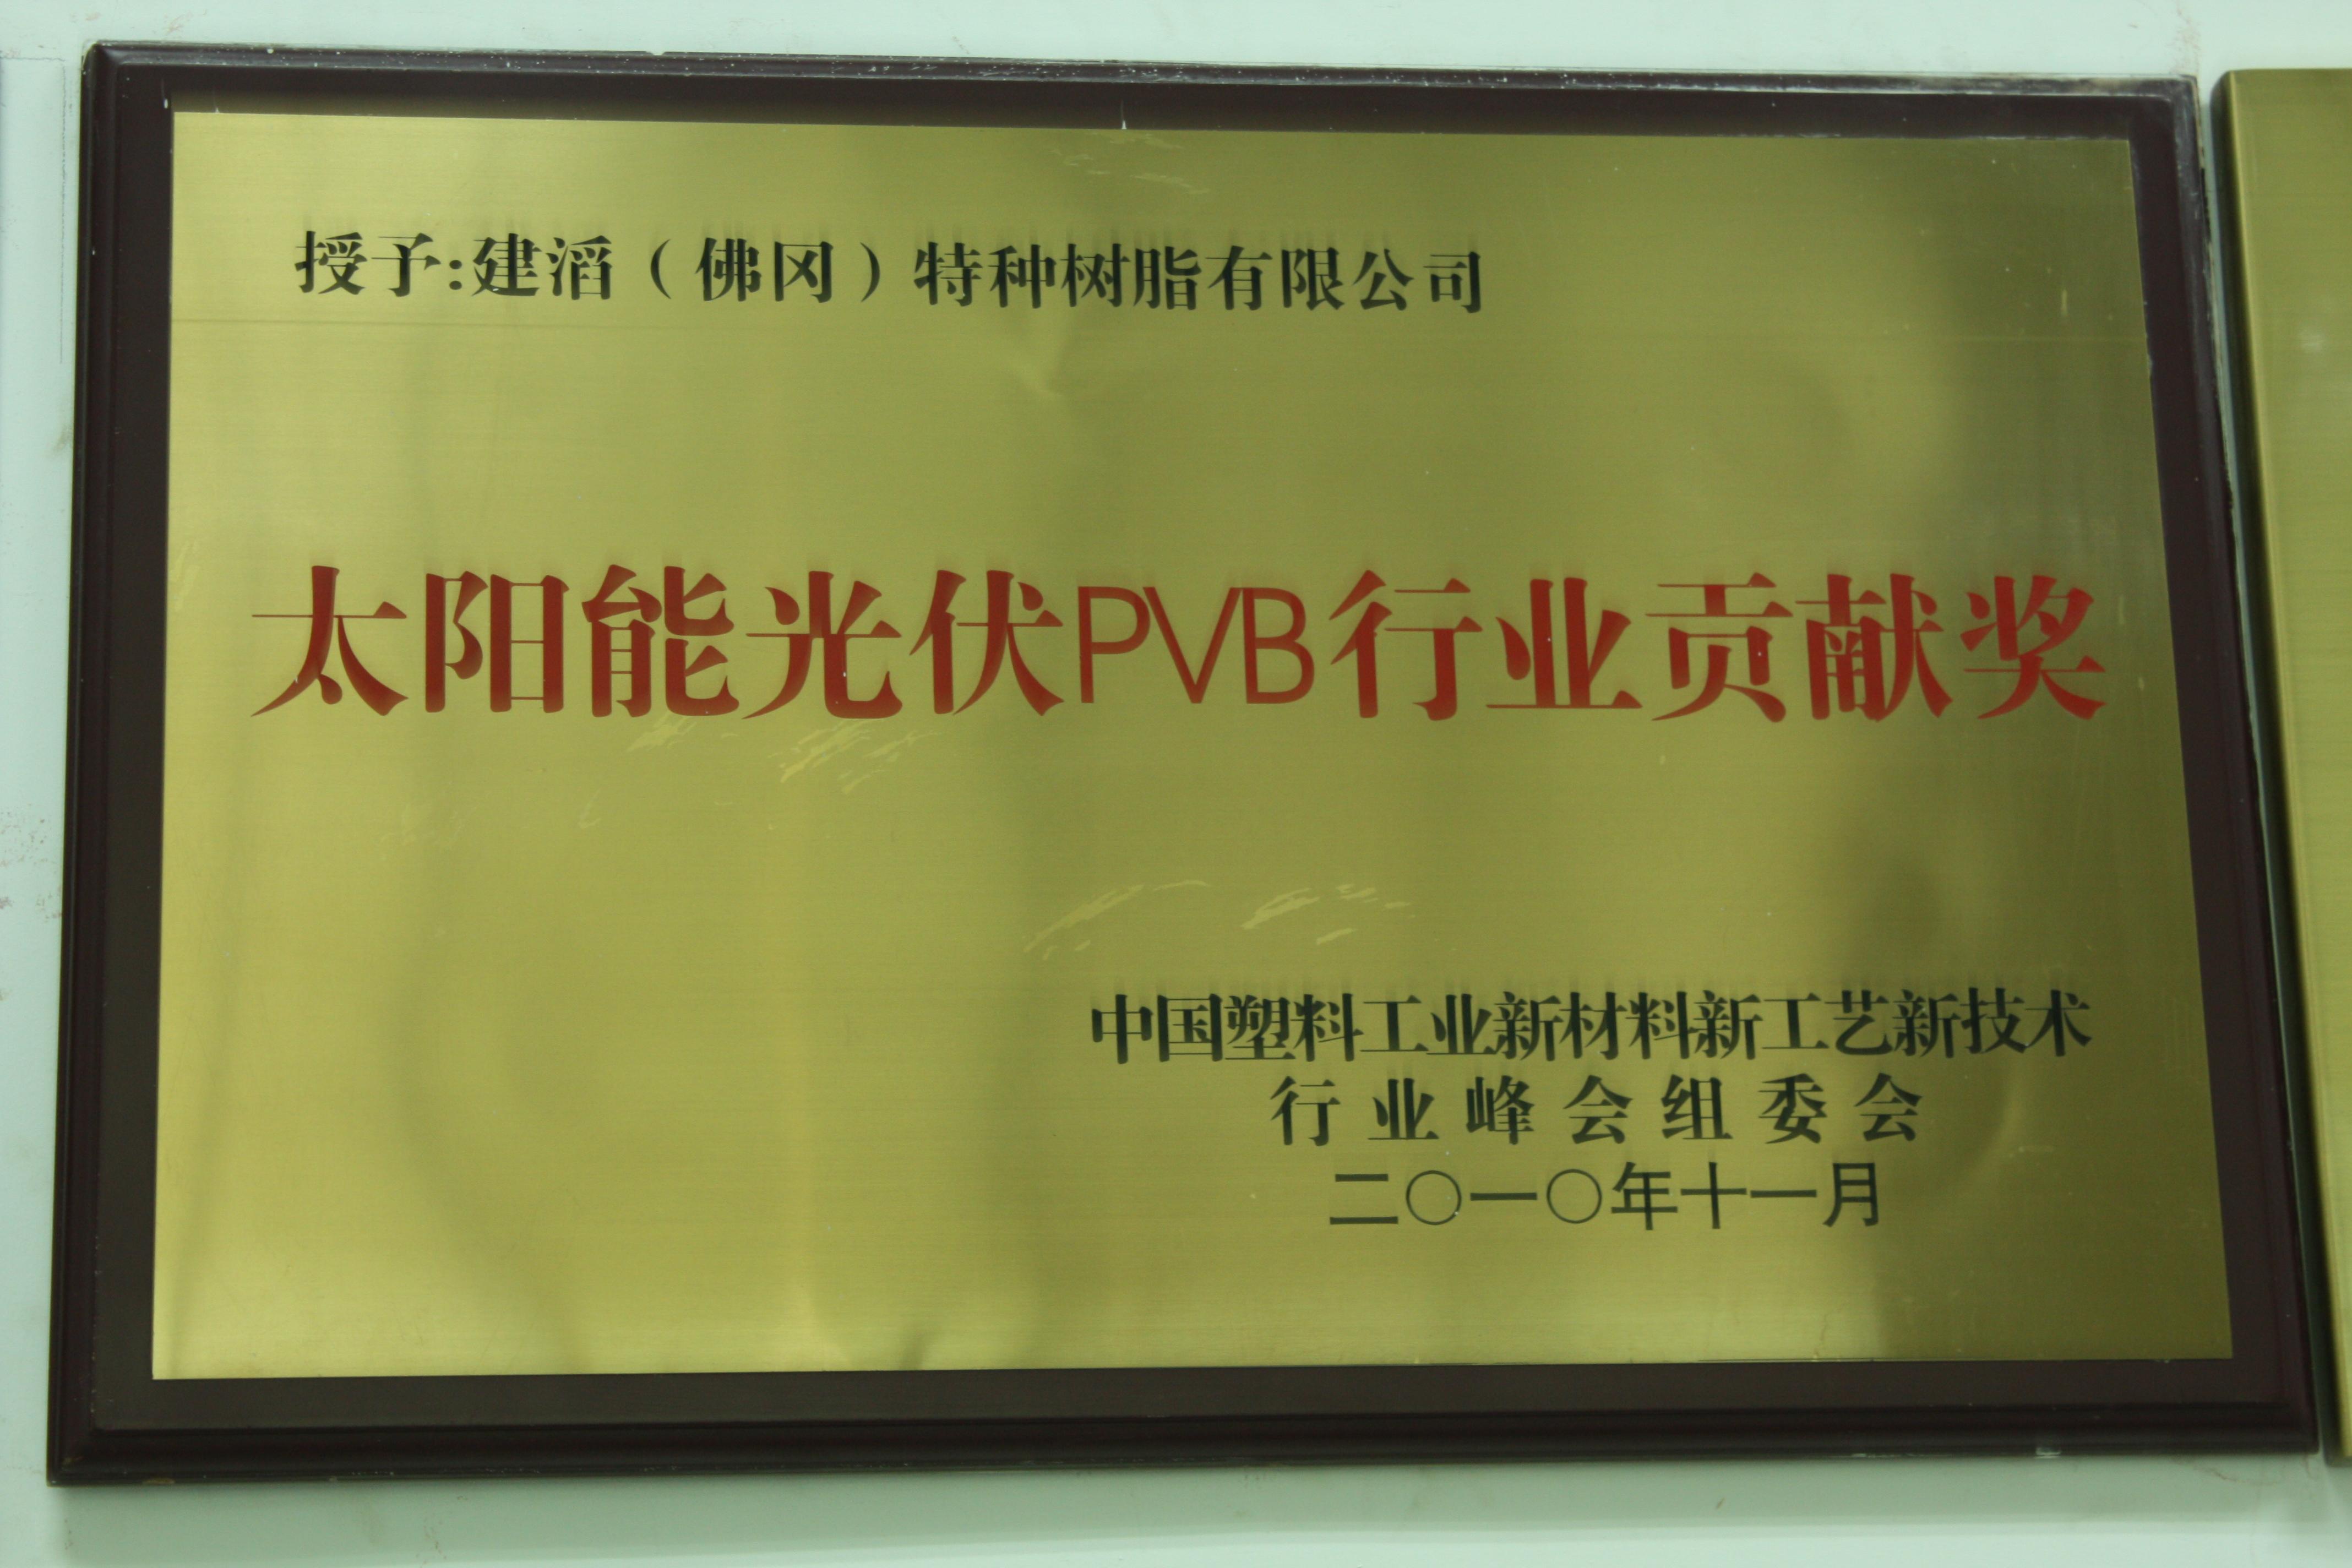 授予:建滔（佛冈）特种树脂有限公司
太阳能光伏PVB行业贡献奖
中国塑料工业新材料新工艺新技术
行业峰会组委会
二〇一〇年十一月